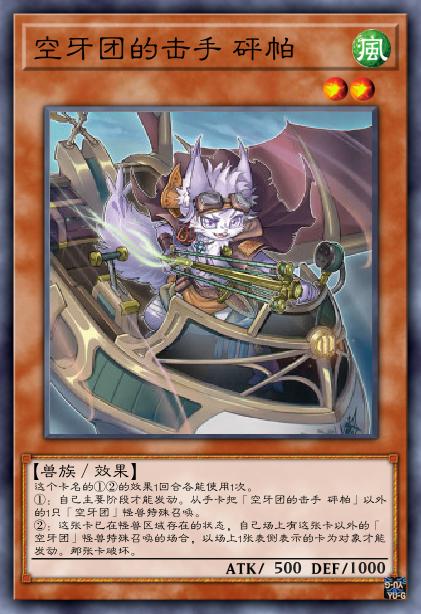 空牙团的击手 砰帕
風
【兽族／效果】
这个卡名的①②的效果1回合各能使用1次。
①：自己主要阶段才能发动。从手卡把「空牙团的击手 砰帕」以外
的1只「空牙团」怪兽特殊召唤。
②：这张卡已在怪兽区域存在的状态，自己场上有这张卡以外的「
空牙团」怪兽特殊召唤的场合，以场上1张表侧表示的卡为对象才能
发动。那张卡破坏。
ATK/ 500 DEF/1000